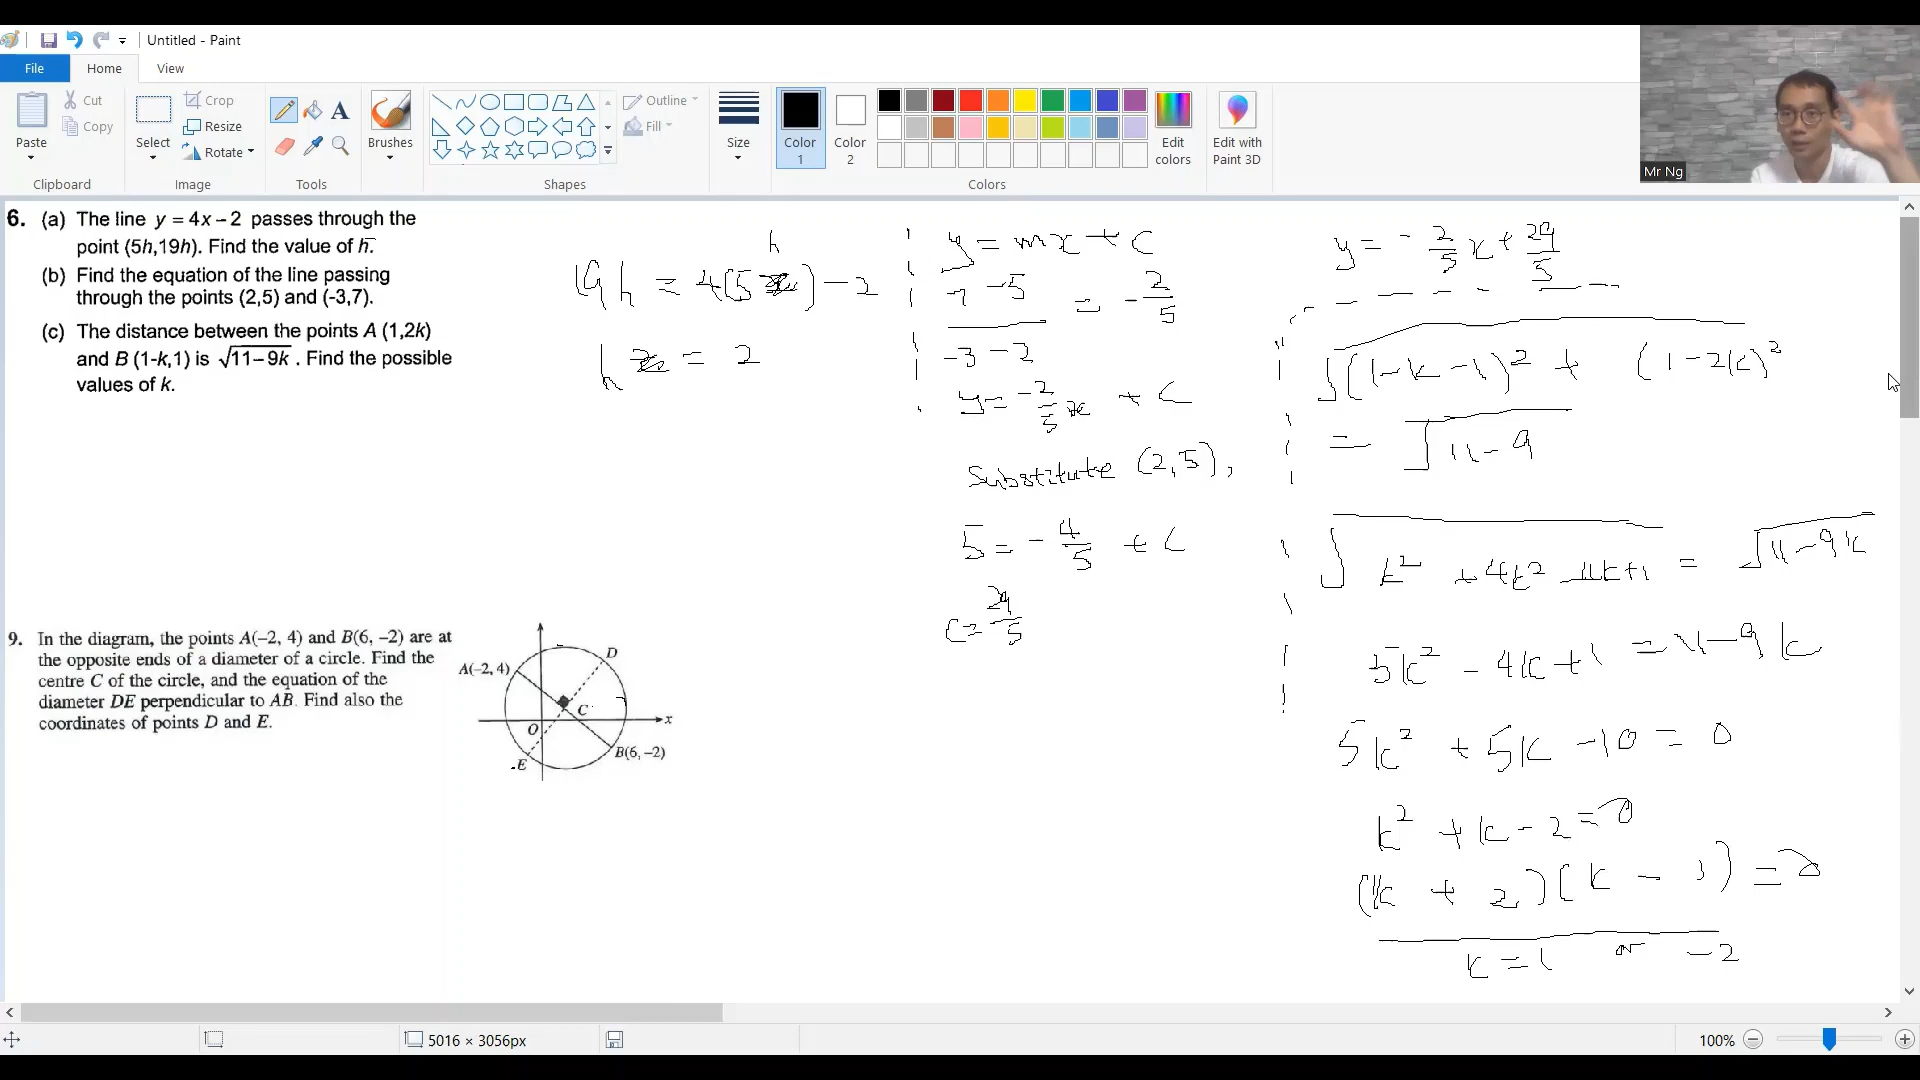 Untitled - Paint
File Home View
Paste
Cut
Copy
Clipboard
Select
Crop
Resize
Rotate
Image
Tools
Brushes
Shapes
Outline
Fill
Size
Color 1
Color 2
Colors
Edit colors
Edit with Paint 3D
Mr Ng
6. (a) The line y = 4x – 2 passes through the
point (5h,19h). Find the value of h.
(b) Find the equation of the line passing
through the points (2,5) and (-3,7).
(c) The distance between the points A (1,2k)
and B (1-k,1) is √11–9k . Find the possible
values of k.
19h = 4(5h) - 2
h = 2
y = mx + c
7 - 5
-3 - 2
= - 2/5
y = -2/5 x + c
Substitute (2,5),
5 = - 4/5 + c
c = 29/5
y = - 2/5 x + 29/5
√(1-k-1)² + (1-2k)²
= √11-9
√k² + 4k² - 4k+1 = √11-9k
5k² - 4k + 1 = 11-9k
5k² + 5k - 10 = 0
k² + k - 2 = 0
(k + 2)(k - 1) = 0
k = 1 or -2
9. In the diagram, the points A(–2, 4) and B(6, –2) are at
the opposite ends of a diameter of a circle. Find the
centre C of the circle, and the equation of the
diameter DE perpendicular to AB. Find also the
coordinates of points D and E.
A(–2, 4)
D
C
O
x
B(6, –2)
E
5016 × 3056px
100%